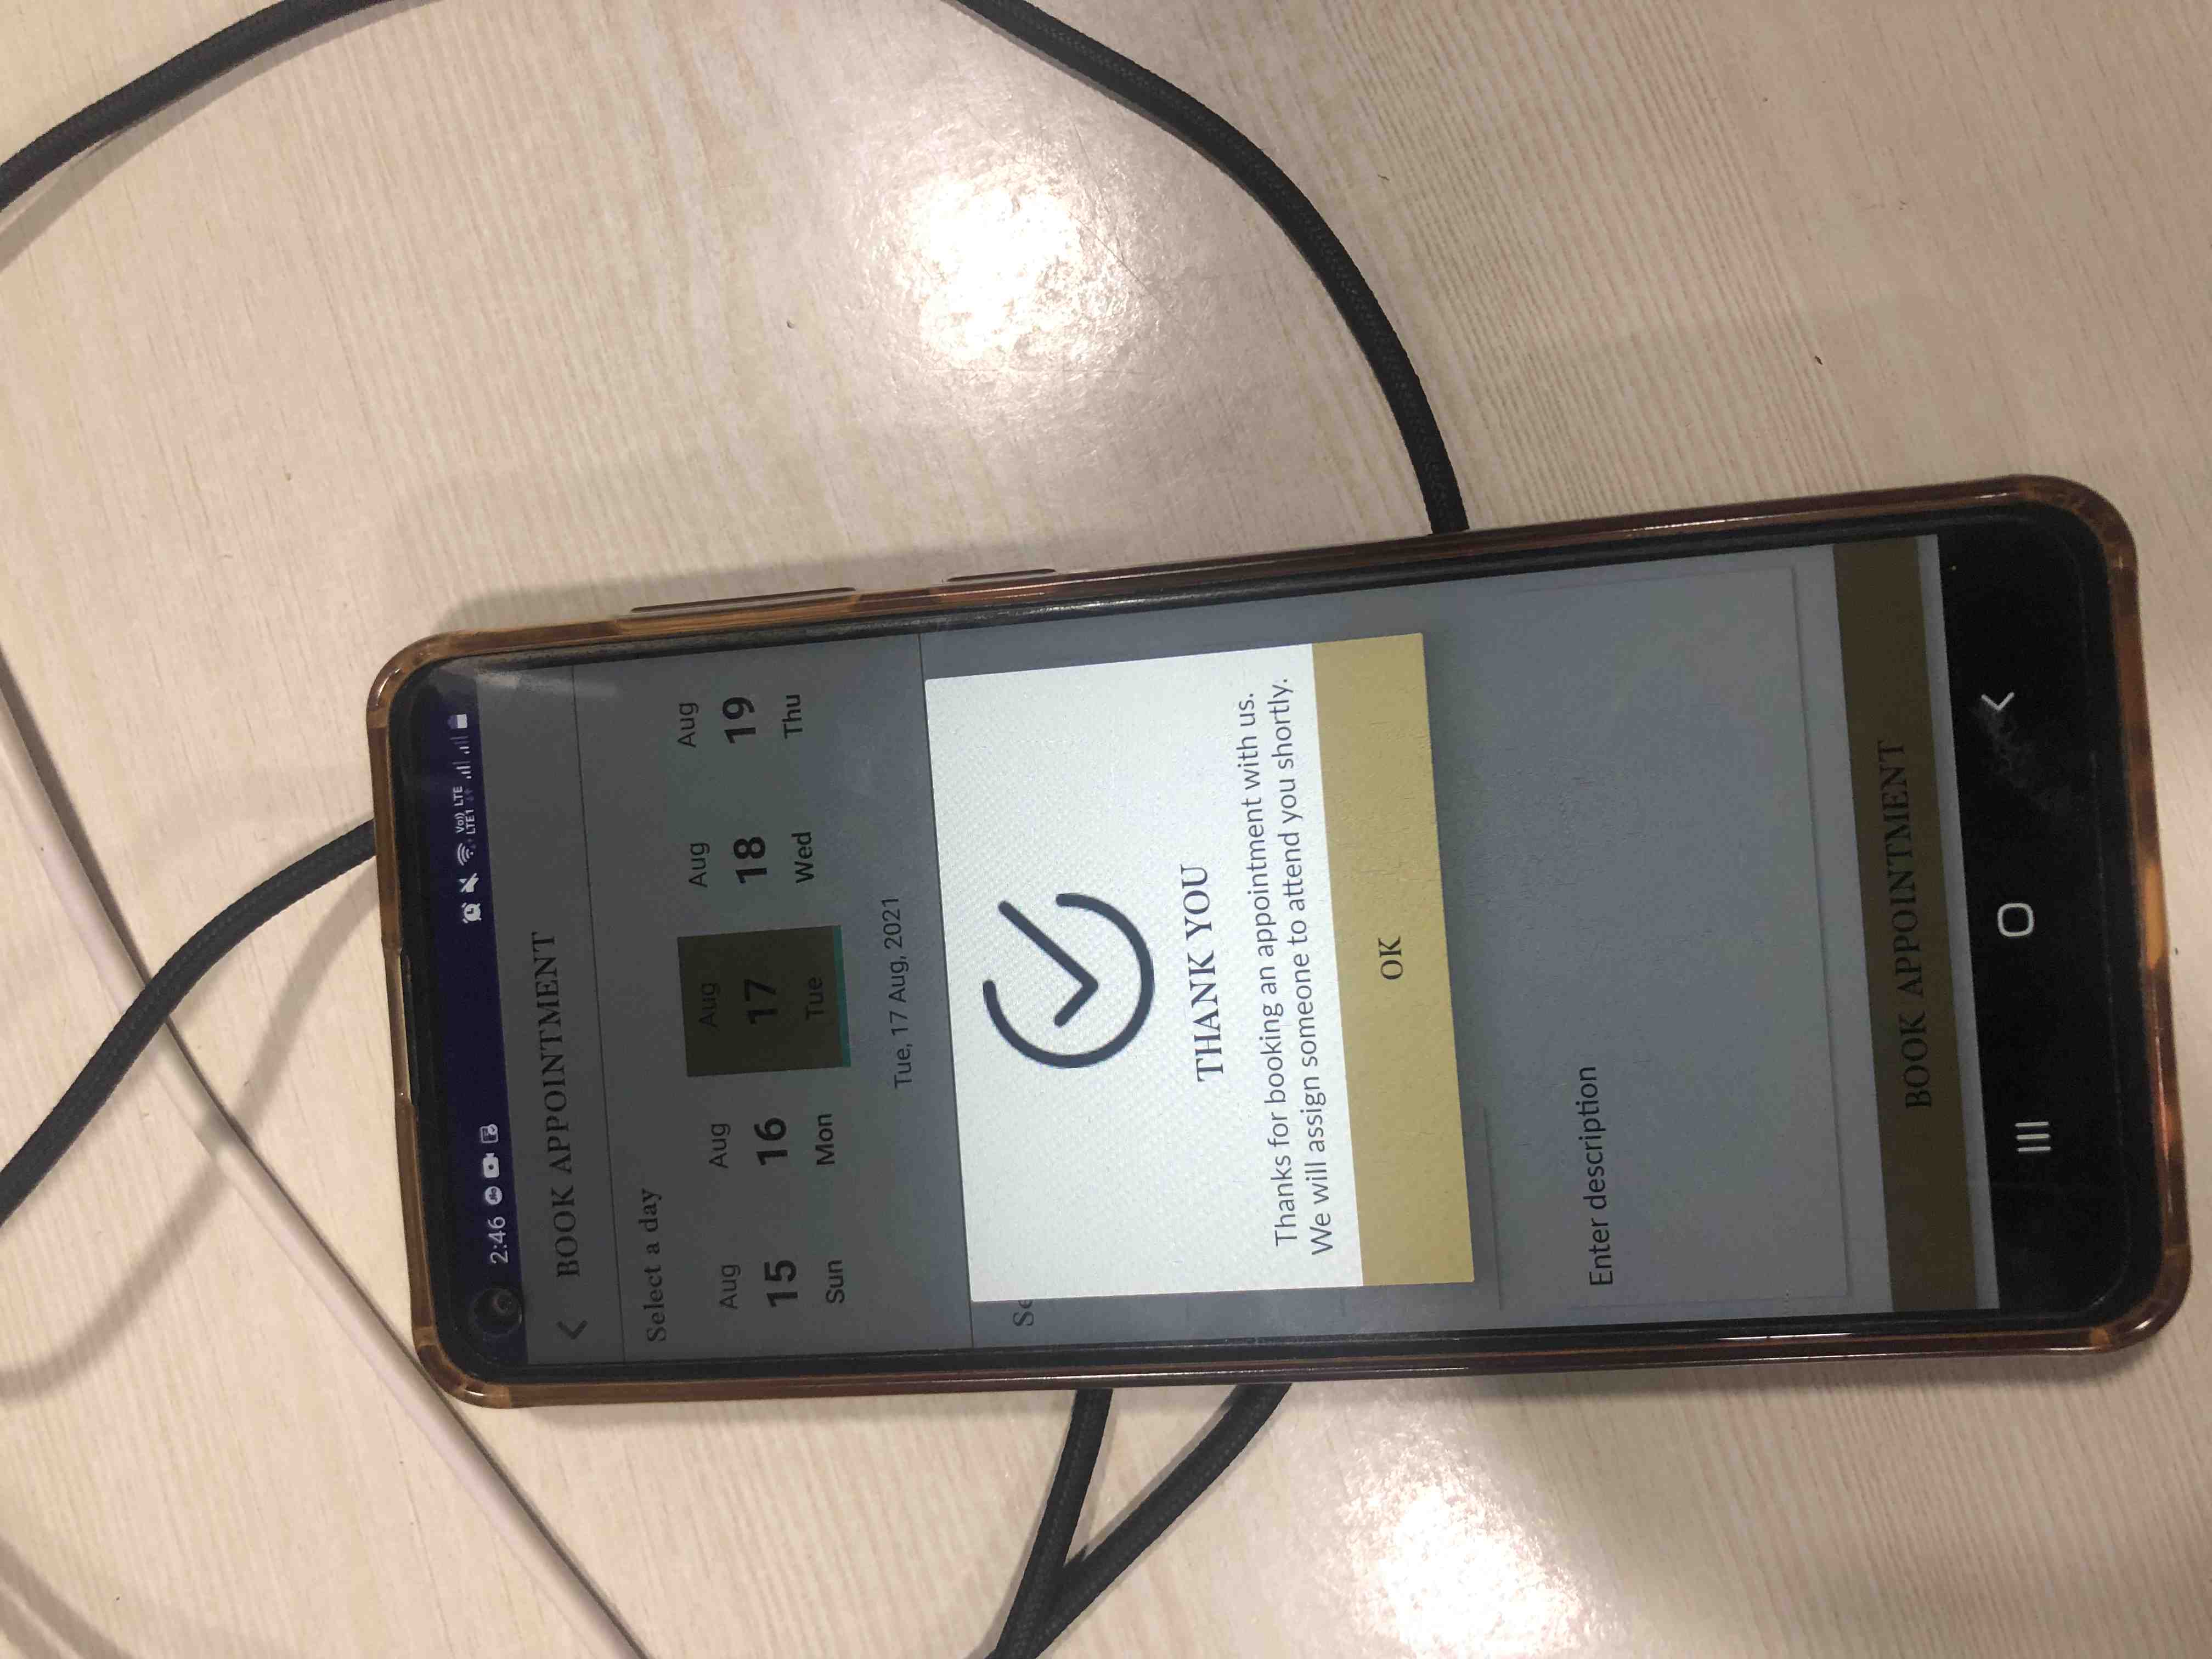 2:46 Jio Vo)) LTE
LTE1
BOOK APPOINTMENT
Select a day
Aug Aug Aug Aug Aug
15 16 17 18 19
Sun Mon Tue Wed Thu
Tue, 17 Aug, 2021
Se
THANK YOU
Thanks for booking an appointment with us.
We will assign someone to attend you shortly.
OK
Enter description
BOOK APPOINTMENT